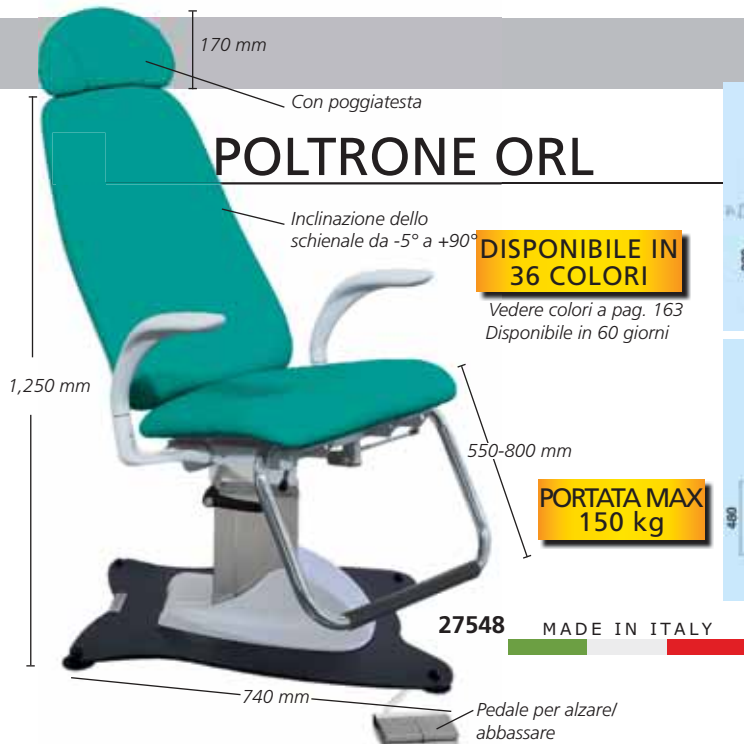 170 mm
Con poggiatesta
POLTRONE ORL
Inclinazione dello
schienale da -5° a +90°
DISPONIBILE IN
36 COLORI
Vedere colori a pag. 163
Disponibile in 60 giorni
1,250 mm
550-800 mm
PORTATA MAX
150 kg
480
27548 MADE IN ITALY
740 mm
Pedale per alzare/
abbassare